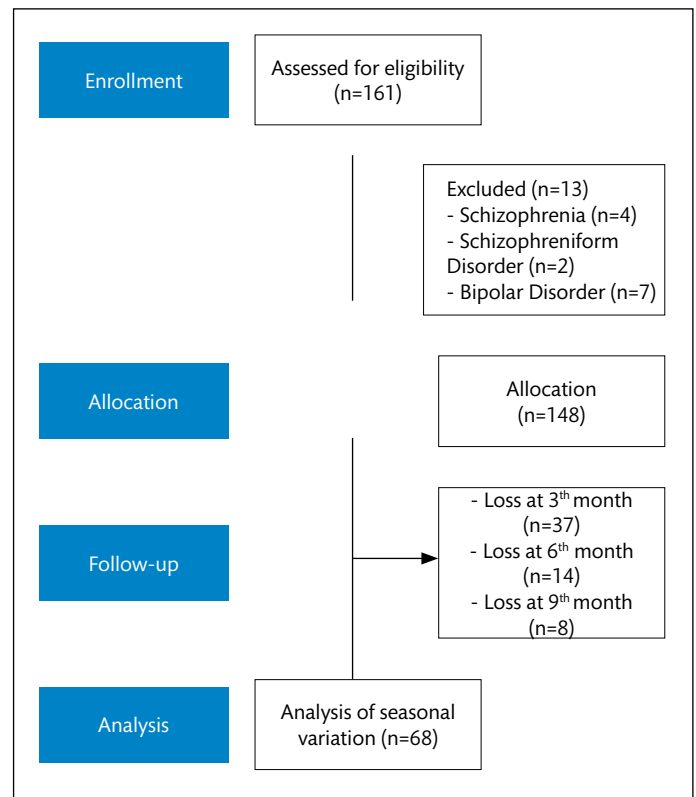 Enrollment
Assessed for eligibility
(n=161)
Excluded (n=13)
- Schizophrenia (n=4)
- Schizophreniform
Disorder (n=2)
- Bipolar Disorder (n=7)
Allocation
Allocation
(n=148)
Follow-up
- Loss at 3th month
(n=37)
- Loss at 6th month
(n=14)
- Loss at 9th month
(n=8)
Analysis
Analysis of seasonal
variation (n=68)